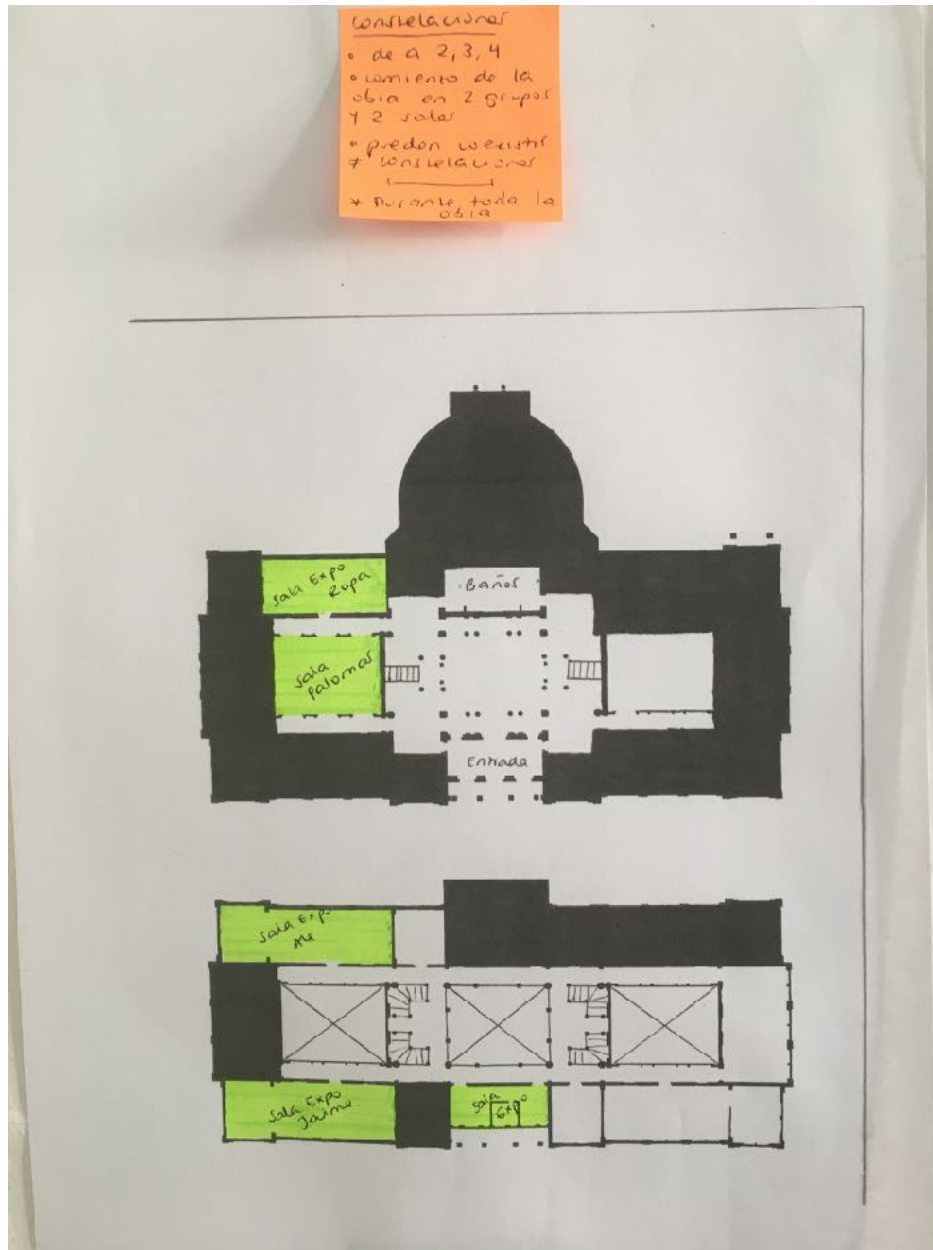 Constelaciones
• de a 2, 3, 4
• comienzo de la
obra en 2 grupos
y 2 salas
• pueden coexistir
≠ constelaciones
* Durante toda la
obra
Sala Expo
Ropa
Baños
Sala
Palomas
Entrada
Sala Expo
Ale
Sala Expo
Jaime
Sala
Expo